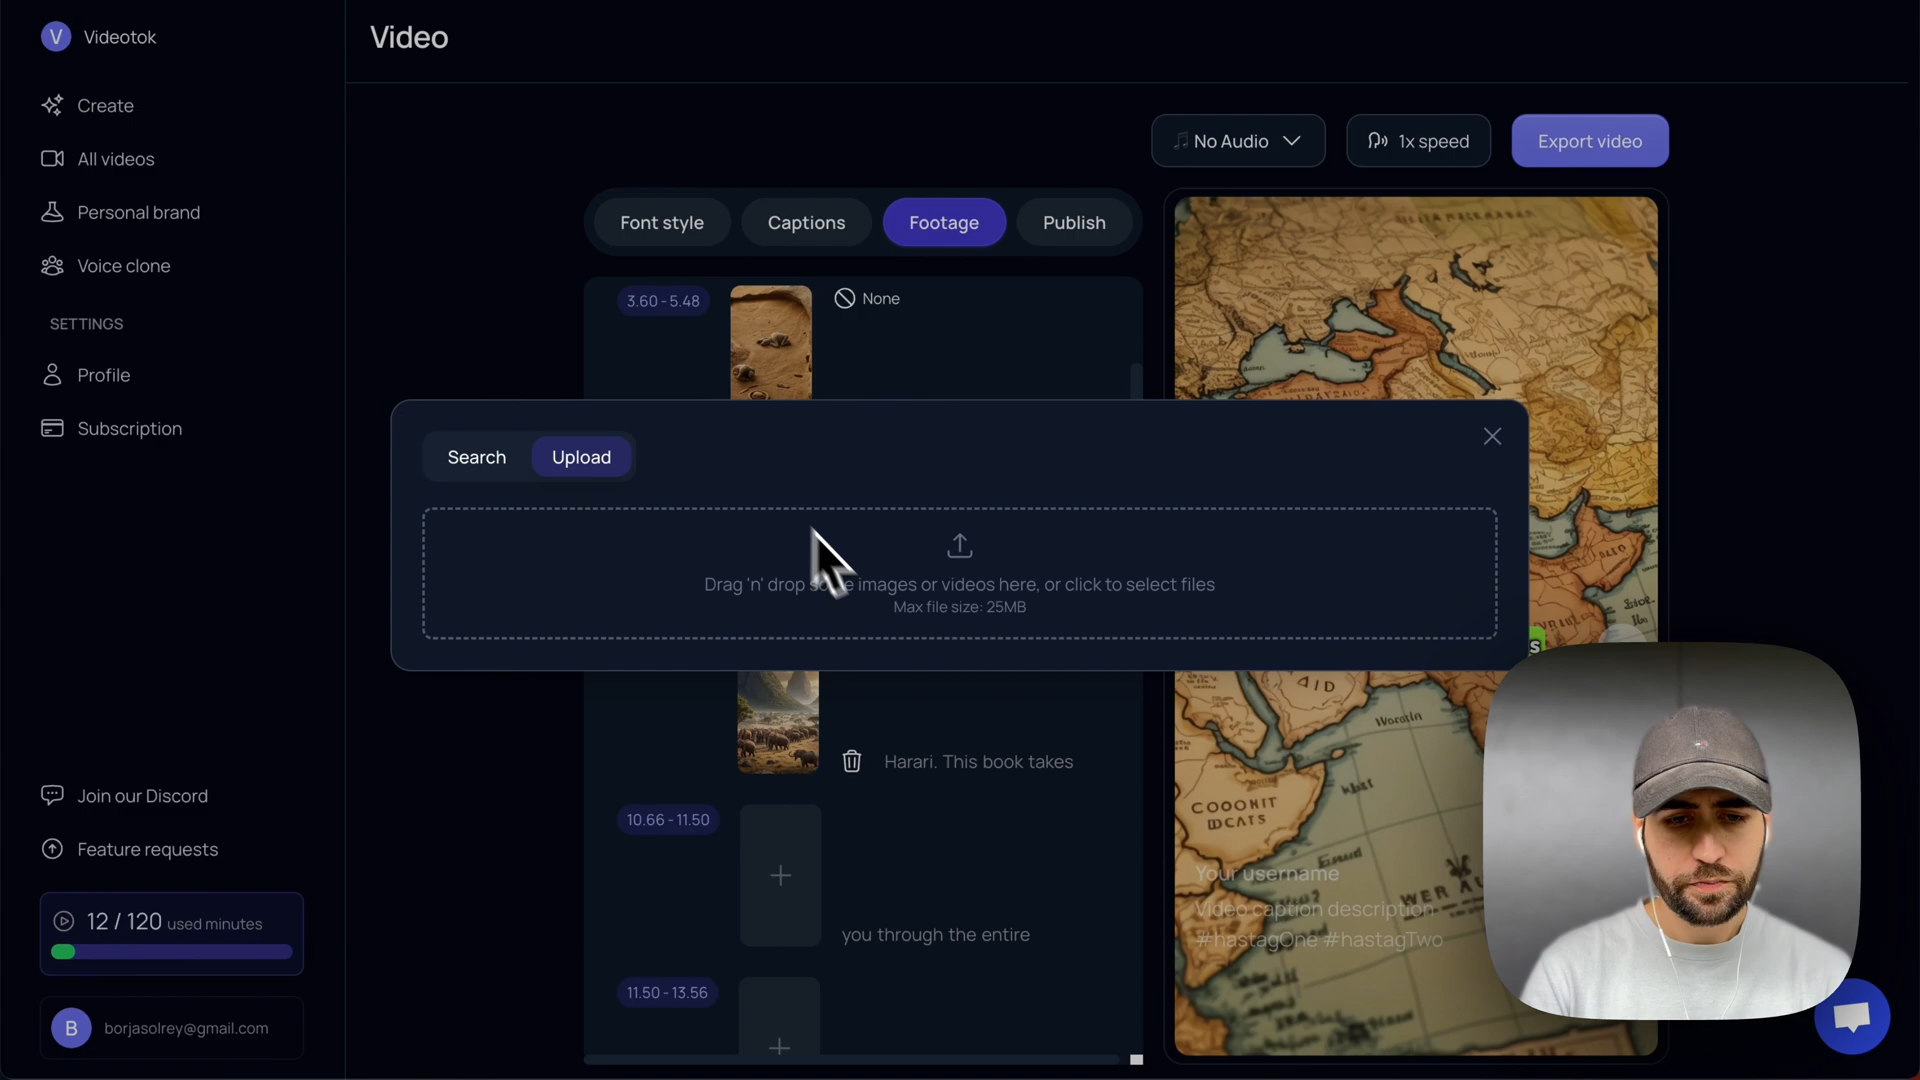 V Videotok
Create
All videos
Personal brand
Voice clone
SETTINGS
Profile
Subscription
Join our Discord
Feature requests
12 / 120 used minutes
B borjasolrey@gmail.com
Video
No Audio
1x speed
Export video
Font style
Captions
Footage
Publish
3.60 - 5.48
None
Search
Upload
Drag 'n' drop some images or videos here, or click to select files
Max file size: 25MB
Harari. This book takes
10.66 - 11.50
you through the entire
11.50 - 13.56
s
COOONIT
Your username
Video caption description
#hastagOne #hastagTwo